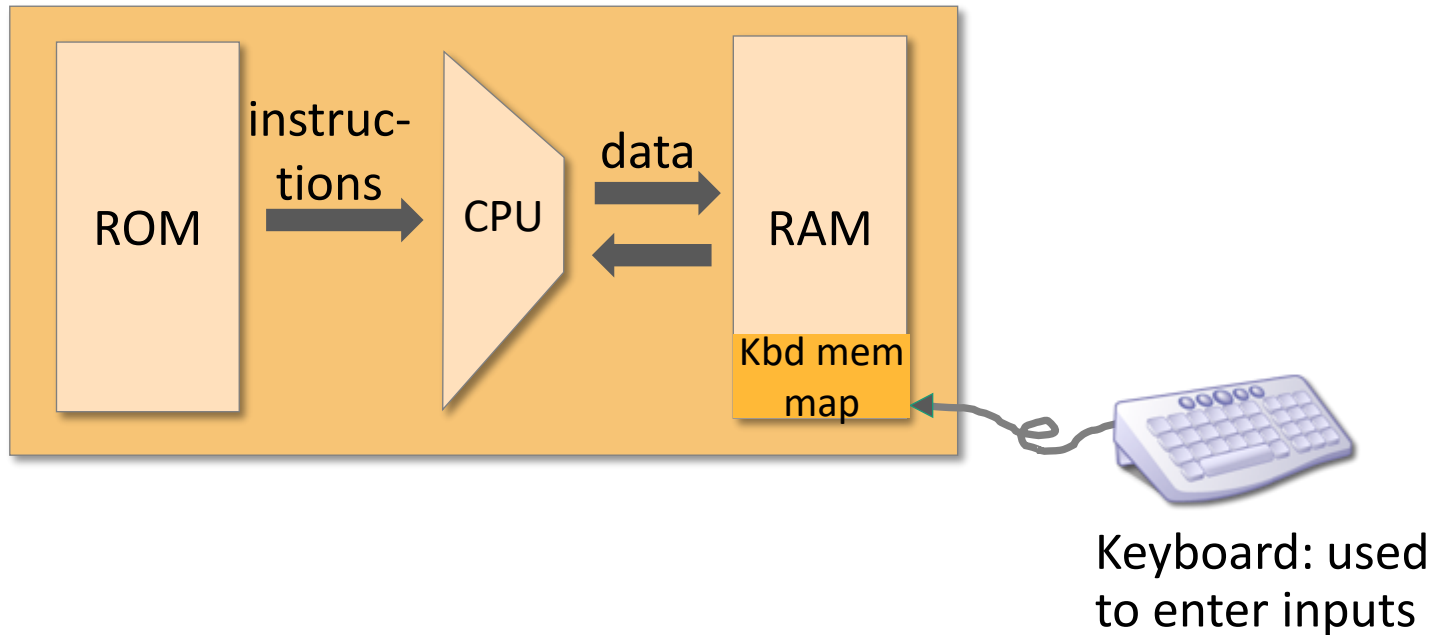 ROM
instruc-
tions
CPU
data
RAM
Kbd mem
map
Keyboard: used
to enter inputs